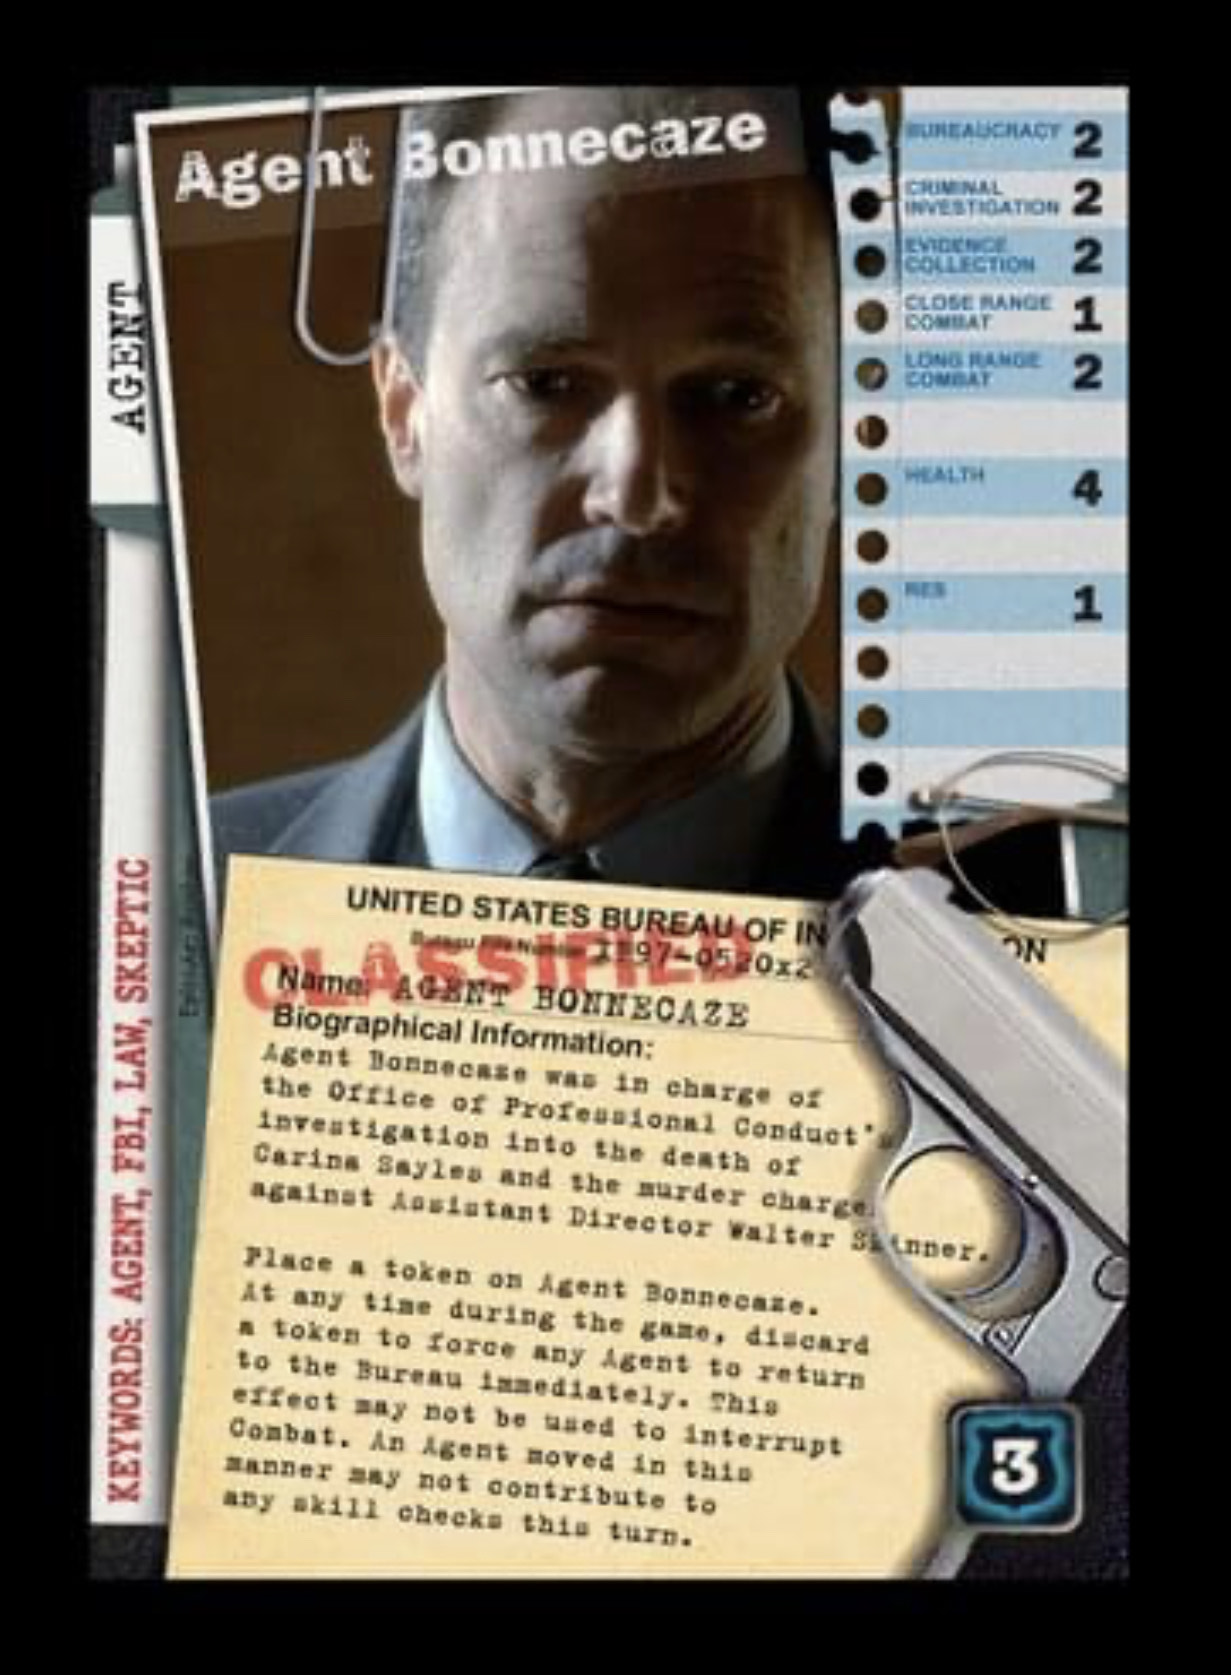 Agent Bonnecaze
AGENT
KEYWORDS: AGENT, FBI, LAW, SKEPTIC
BUREAUCRACY 2
CRIMINAL
INVESTIGATION 2
EVIDENCE
COLLECTION 2
CLOSE RANGE
COMBAT 1
LONG RANGE
COMBAT 2
HEALTH 4
RES 1
UNITED STATES BUREAU OF IN ON
CLASSIFIED
Bureau File Number XF97-0520x2
Name: AGENT BONNECAZE
Biographical Information:
Agent Bonnecaze was in charge of
the Office of Professional Conduct's
investigation into the death of
Carina Sayles and the murder charge
against Assistant Director Walter Skinner.
Place a token on Agent Bonnecaze.
At any time during the game, discard
a token to force any Agent to return
to the Bureau immediately. This
effect may not be used to interrupt
Combat. An Agent moved in this
manner may not contribute to
any skill checks this turn.
3